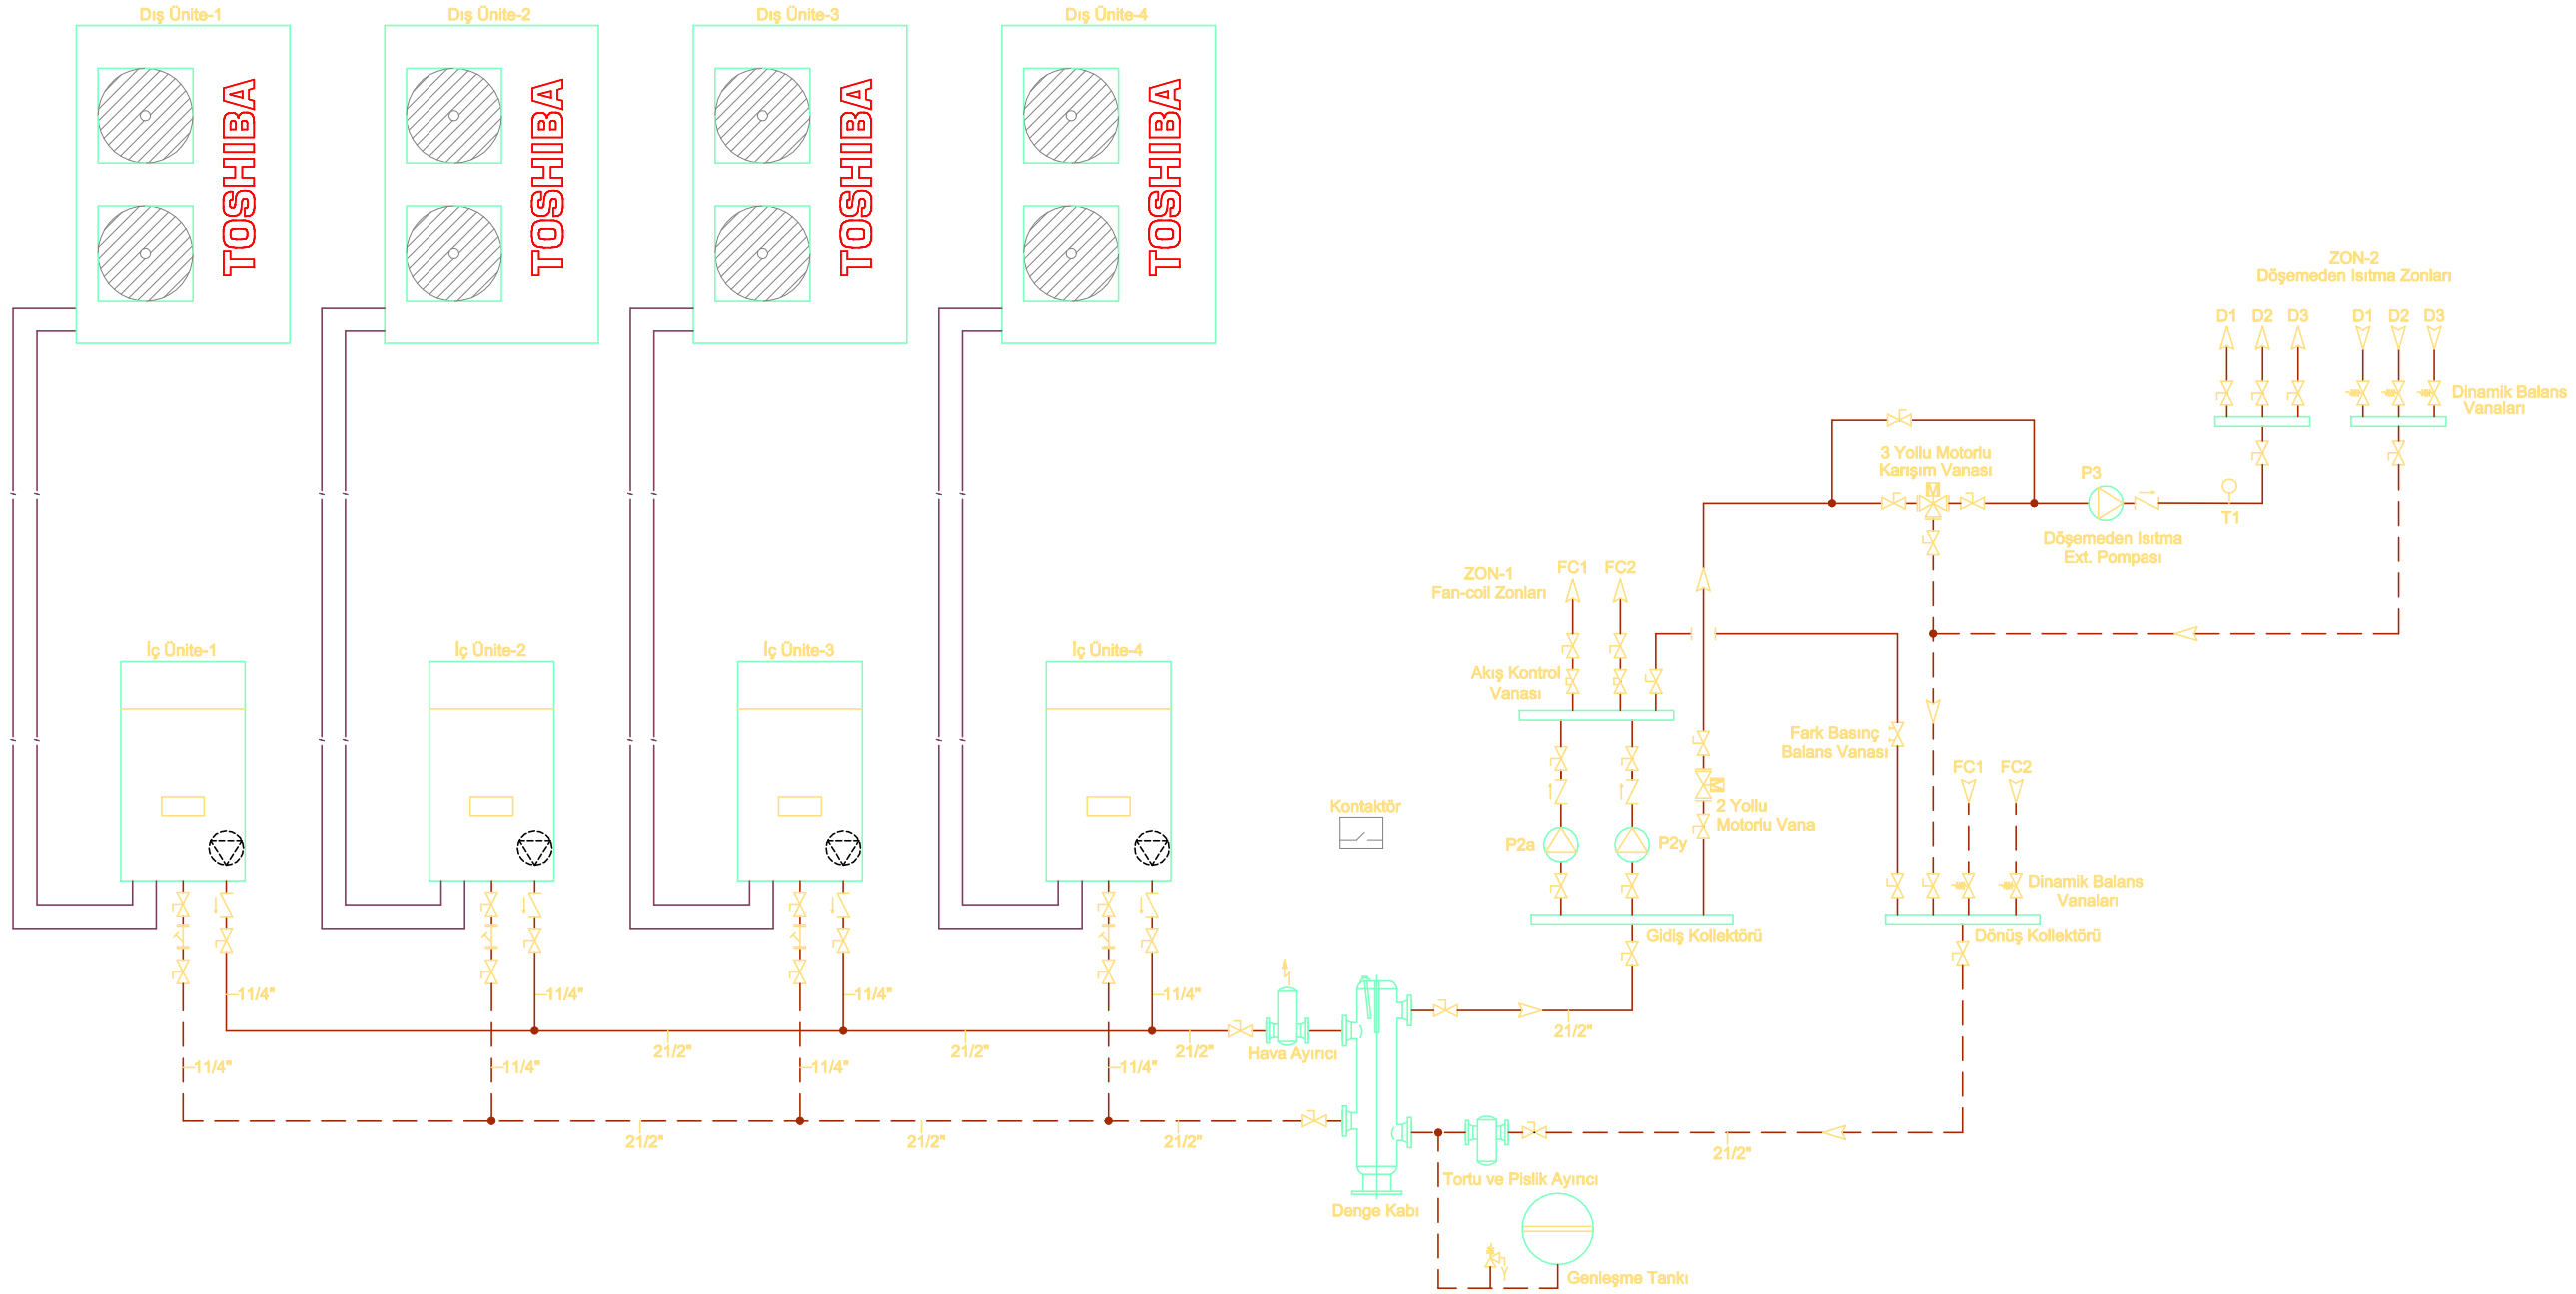 Dış Ünite-1
Dış Ünite-2
Dış Ünite-3
Dış Ünite-4
TOSHIBA
TOSHIBA
TOSHIBA
TOSHIBA
ZON-2
Döşemeden Isıtma Zonları
D1
D2
D3
D1
D2
D3
Dinamik Balans
Vanaları
3 Yollu Motorlu
Karışım Vanası
M
P3
T1
Döşemeden Isıtma
Ext. Pompası
ZON-1
Fan-coil Zonları
FC1
FC2
İç Ünite-1
İç Ünite-2
İç Ünite-3
İç Ünite-4
Akış Kontrol
Vanası
Fark Basınç
Balans Vanası
FC1
FC2
M
2 Yollu
Motorlu Vana
Kontaktör
P2a
P2y
Dinamik Balans
Vanaları
Gidiş Kollektörü
Dönüş Kollektörü
11/4"
11/4"
11/4"
11/4"
21/2"
21/2"
21/2"
Hava Ayırıcı
21/2"
11/4"
11/4"
11/4"
11/4"
21/2"
21/2"
21/2"
21/2"
Tortu ve Pislik Ayırıcı
Denge Kabı
Genleşme Tankı